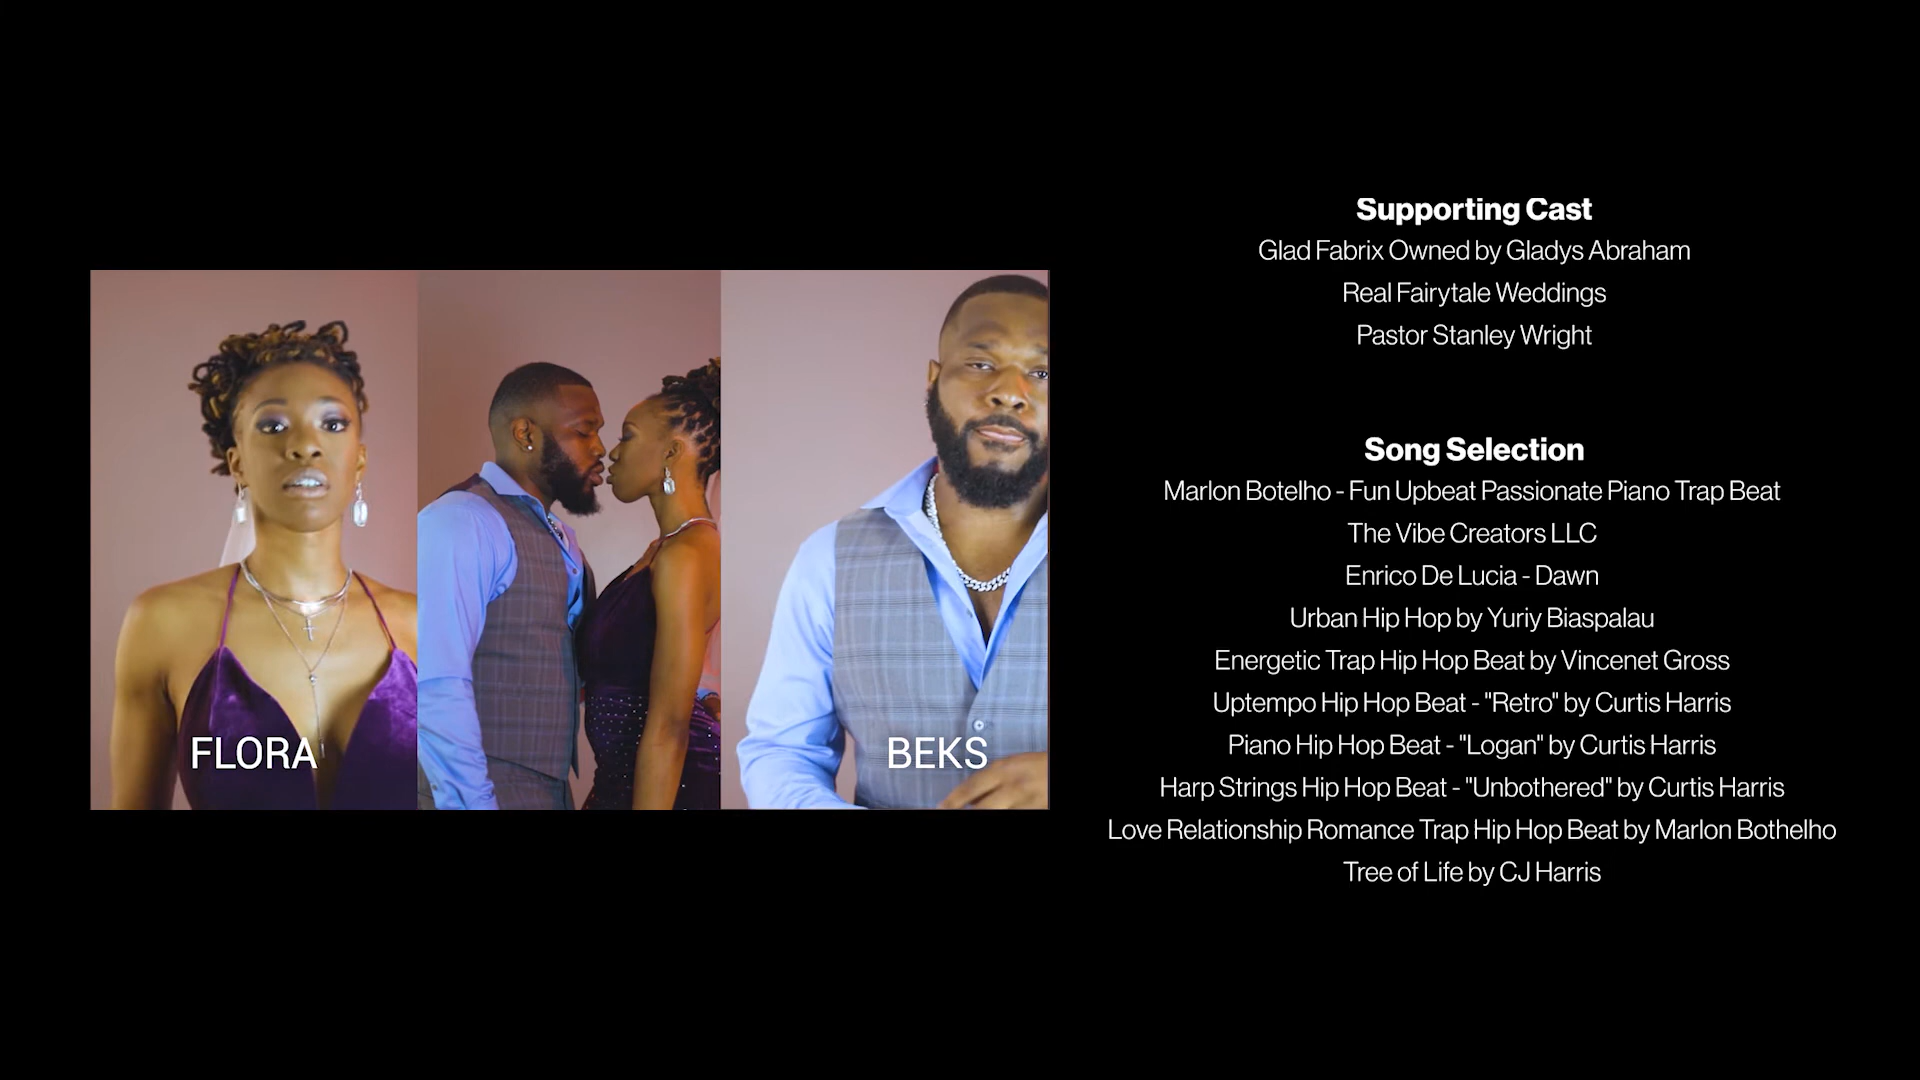 FLORA
BEKS
Supporting Cast
Glad Fabrix Owned by Gladys Abraham
Real Fairytale Weddings
Pastor Stanley Wright
Song Selection
Marlon Botelho - Fun Upbeat Passionate Piano Trap Beat
The Vibe Creators LLC
Enrico De Lucia - Dawn
Urban Hip Hop by Yuriy Biaspalau
Energetic Trap Hip Hop Beat by Vincenet Gross
Uptempo Hip Hop Beat - "Retro" by Curtis Harris
Piano Hip Hop Beat - "Logan" by Curtis Harris
Harp Strings Hip Hop Beat - "Unbothered" by Curtis Harris
Love Relationship Romance Trap Hip Hop Beat by Marlon Bothelho
Tree of Life by CJ Harris